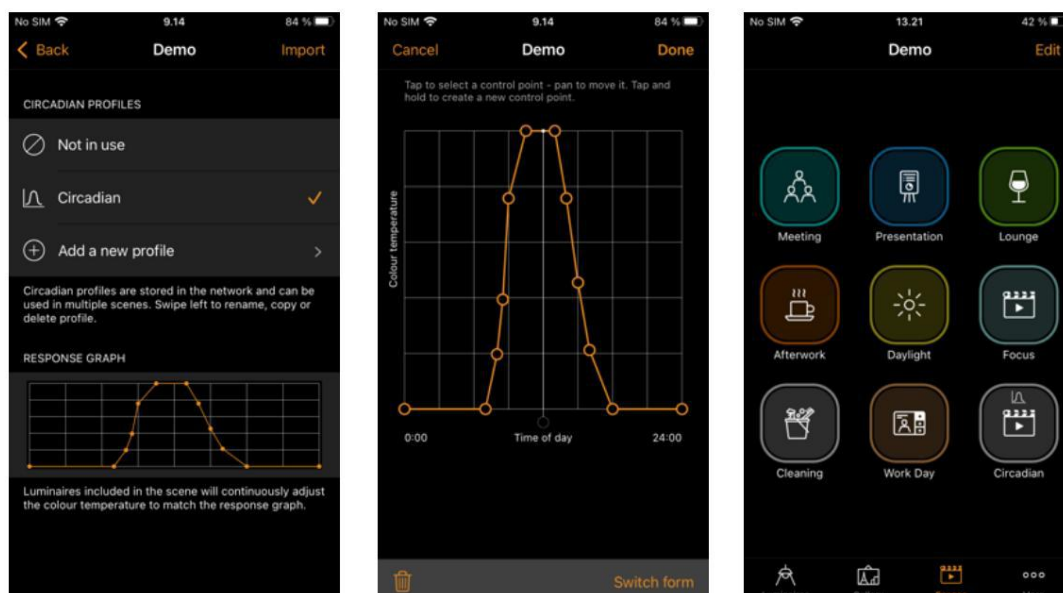 No SIM 9.14 84 %
Back Demo Import
CIRCADIAN PROFILES
Not in use
Circadian
Add a new profile
Circadian profiles are stored in the network and can be
used in multiple scenes. Swipe left to rename, copy or
delete profile.
RESPONSE GRAPH
Luminaires included in the scene will continuously adjust
the colour temperature to match the response graph.
No SIM 9.14 84 %
Cancel Demo Done
Tap to select a control point - pan to move it. Tap and
hold to create a new control point.
Colour temperature
0:00 Time of day 24:00
Switch form
No SIM 13.21 42 %
Demo Edit
Meeting Presentation Lounge
Afterwork Daylight Focus
Cleaning Work Day Circadian